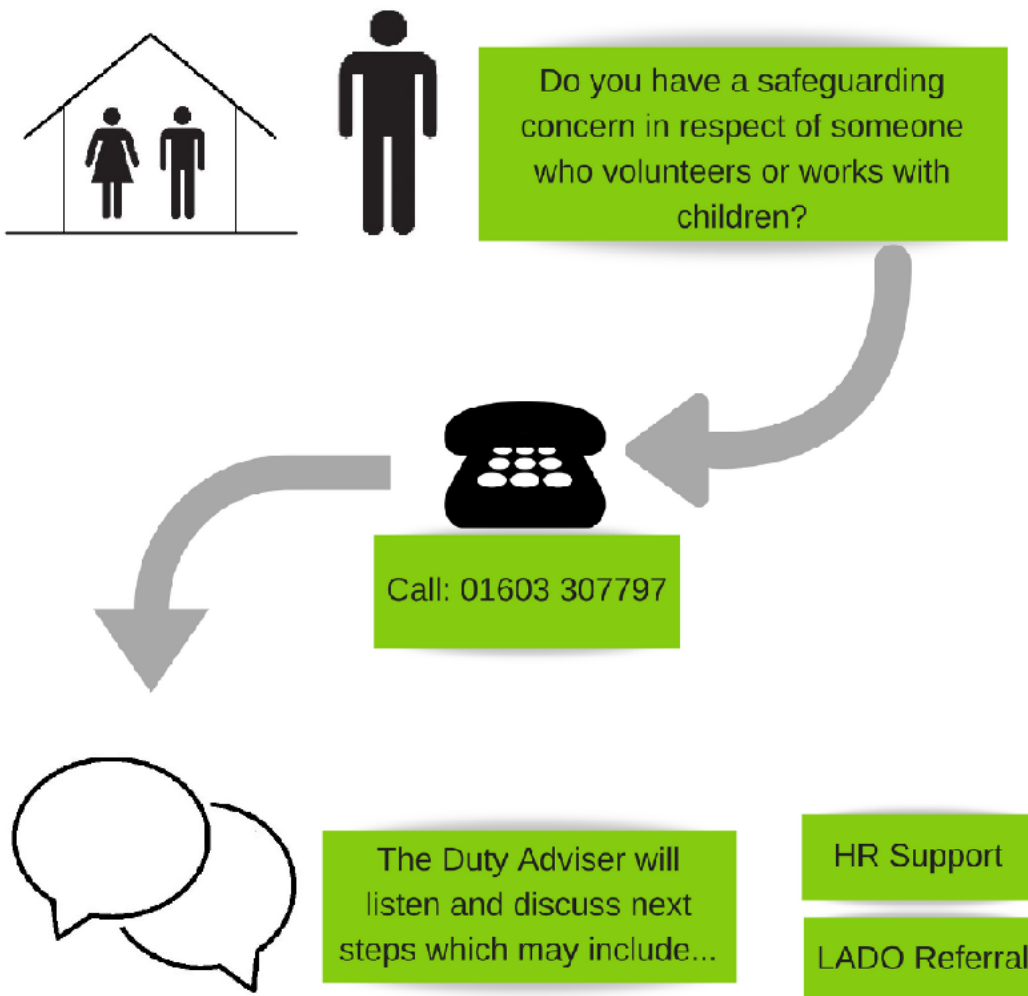 Do you have a safeguarding
concern in respect of someone
who volunteers or works with
children?
Call: 01603 307797
The Duty Adviser will
listen and discuss next
steps which may include...
HR Support
LADO Referral